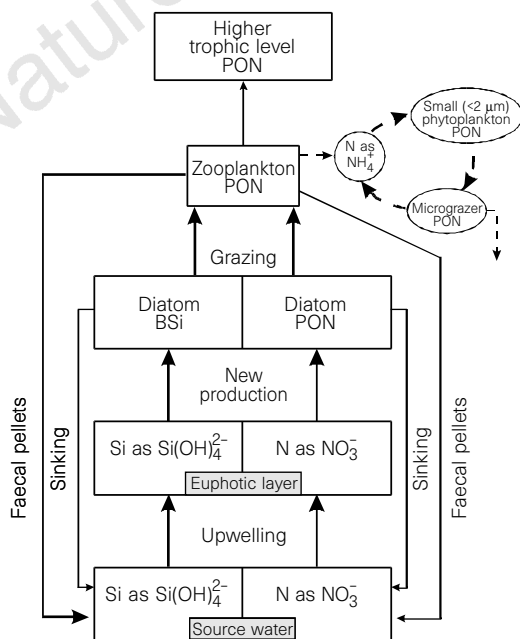 Nature
Higher
trophic level
PON
Small (<2 μm)
phytoplankton
PON
N as
NH₄⁺
Zooplankton
PON
Micrograzer
PON
Grazing
Diatom
BSi
Diatom
PON
New
production
Si as Si(OH)₄²⁻
N as NO₃⁻
Euphotic layer
Upwelling
Si as Si(OH)₄²⁻
N as NO₃⁻
Source water
Faecal pellets
Sinking
Sinking
Faecal pellets